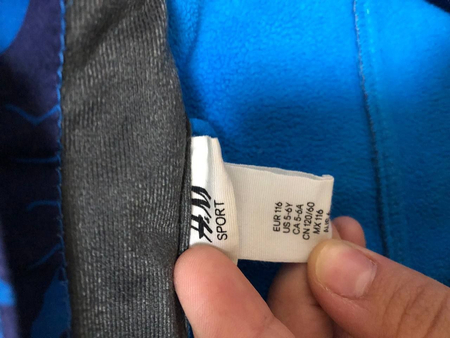 H&M
SPORT
EUR 116
US 5-6Y
CA 5-6A
CN 120/60
MX 116